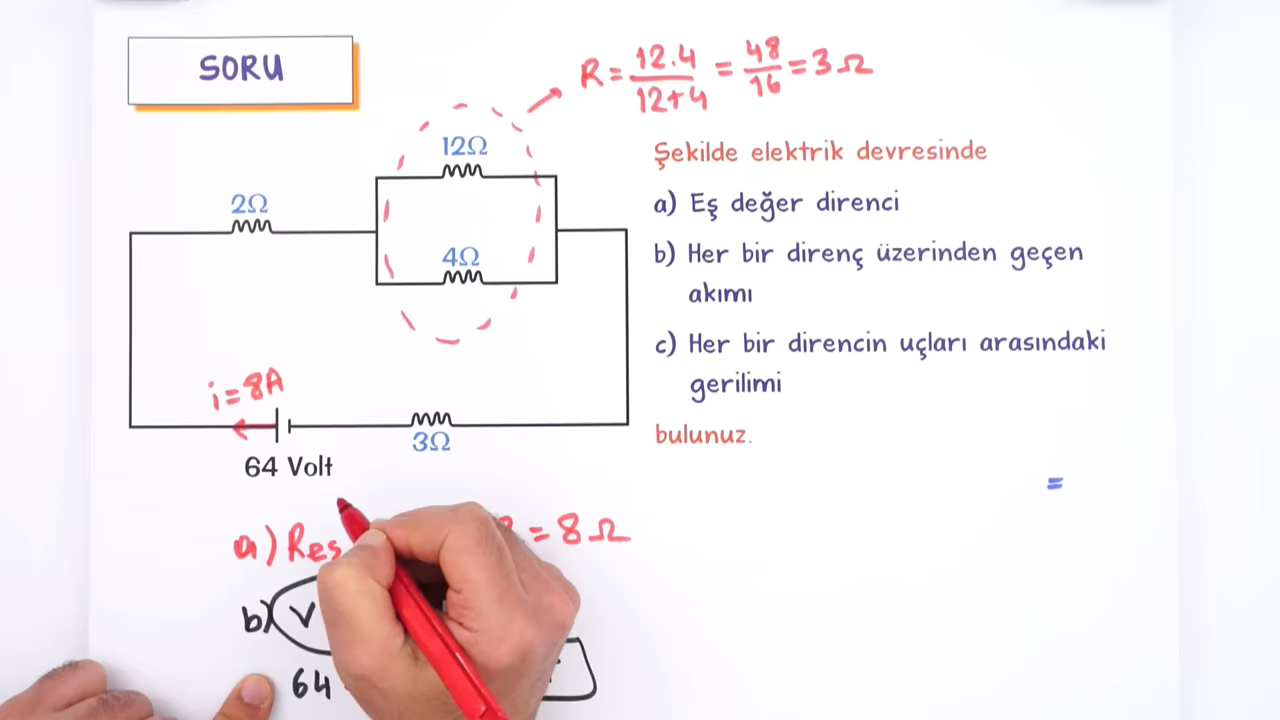 SORU
R = 12.4 / 12+4 = 48 / 16 = 3 Ω
12Ω
2Ω
4Ω
i = 8A
3Ω
64 Volt
Şekilde elektrik devresinde
a) Eş değer direnci
b) Her bir direnç üzerinden geçen
akımı
c) Her bir direncin uçları arasındaki
gerilimi
bulunuz.
=
a) Reş = 8 Ω
b) V
64